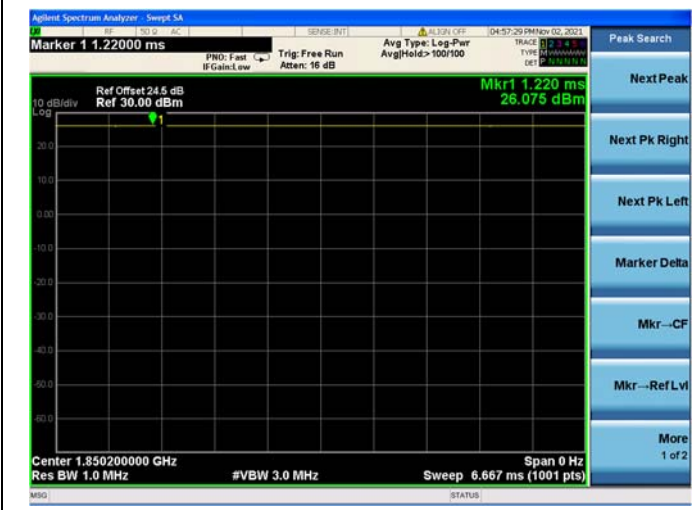 Agilent Spectrum Analyzer - Swept SA
RF 50 Ω AC SENSE:INT ALIGN OFF 04:57:29 PM Nov 02, 2021
Marker 1 1.22000 ms
PNO: Fast
IFGain:Low
Trig: Free Run
Atten: 16 dB
Avg Type: Log-Pwr
Avg|Hold:>100/100
TRACE 1 2 3 4 5 6
TYPE
DET P N N N N N
Peak Search
Next Peak
Next Pk Right
Next Pk Left
Marker Delta
Mkr→CF
Mkr→Ref Lvl
More
1 of 2
Ref Offset 24.5 dB
10 dB/div Ref 30.00 dBm
Log
Mkr1 1.220 ms
26.075 dBm
1
20.0
10.0
0.00
-10.0
-30.0
-40.0
-50.0
-60.0
Center 1.850200000 GHz
Span 0 Hz
Res BW 1.0 MHz
#VBW 3.0 MHz
Sweep 6.667 ms (1001 pts)
MSG
STATUS